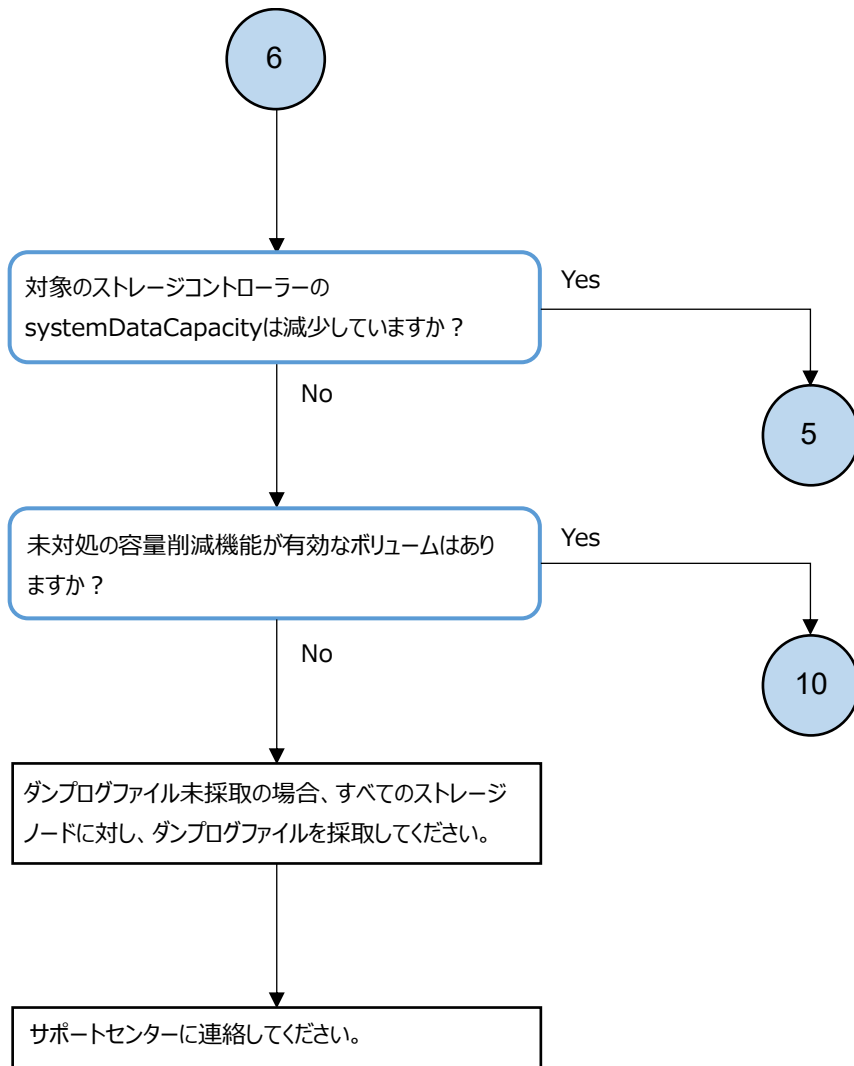 6
対象のストレージコントローラーの
systemDataCapacityは減少していますか？
Yes
No
5
未対処の容量削減機能が有効なボリュームはあり
ますか？
Yes
No
10
ダンプログファイル未採取の場合、すべてのストレージ
ノードに対し、ダンプログファイルを採取してください。
サポートセンターに連絡してください。